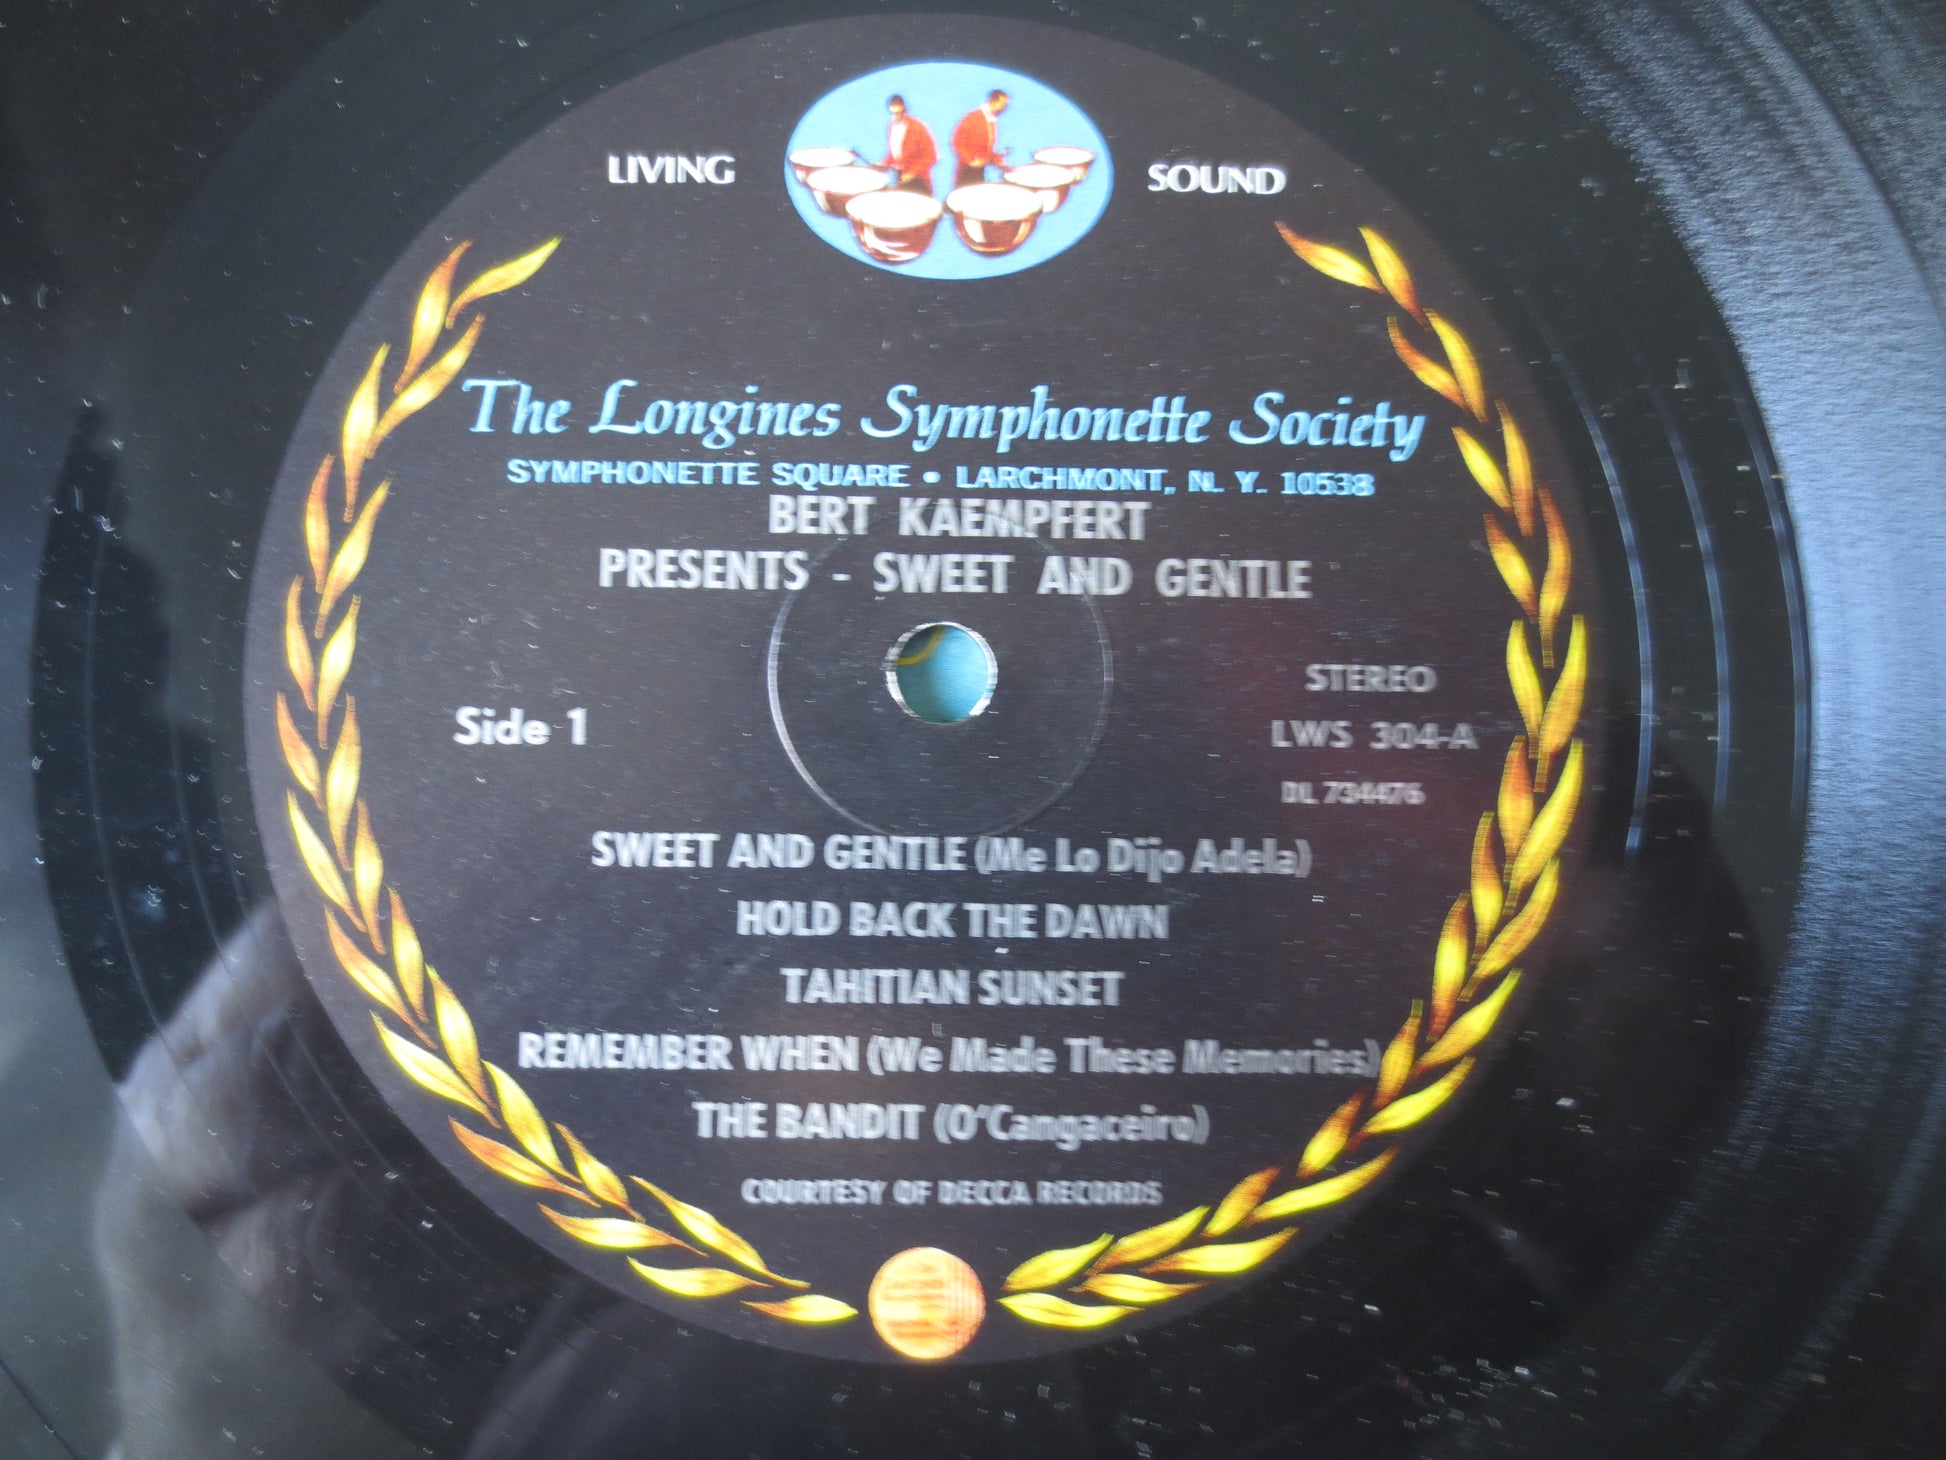 LIVING SOUND
The Longines Symphonette Society
SYMPHONETTE SQUARE • LARCHMONT, N. Y. 10538
BERT KAEMPFERT
PRESENTS - SWEET AND GENTLE
STEREO
Side 1
LWS 304-A
DL 734476
SWEET AND GENTLE (Me Lo Dijo Adela)
HOLD BACK THE DAWN
TAHITIAN SUNSET
REMEMBER WHEN (We Made These Memories)
THE BANDIT (O'Cangaceiro)
COURTESY OF DECCA RECORDS